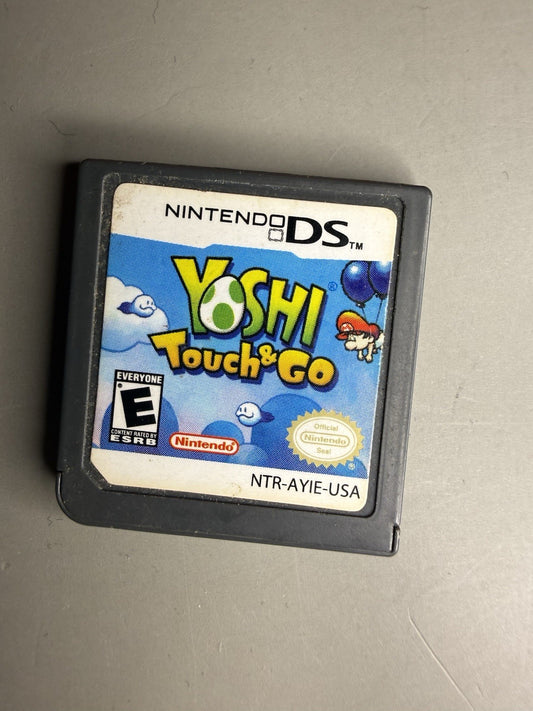 NINTENDO DS™
YOSHI®
Touch & Go
EVERYONE
E
CONTENT RATED BY
ESRB
Nintendo®
Official
Nintendo
Seal
®
NTR-AYIE-USA